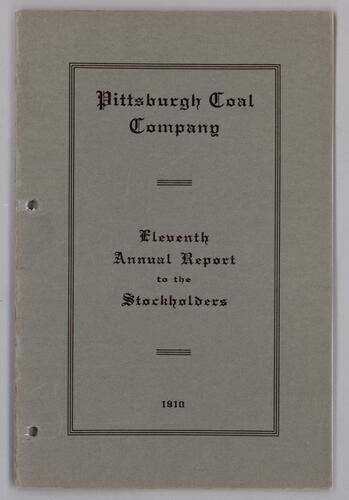 Pittsburgh Coal
Company
Eleventh
Annual Report
to the
Stockholders
1910